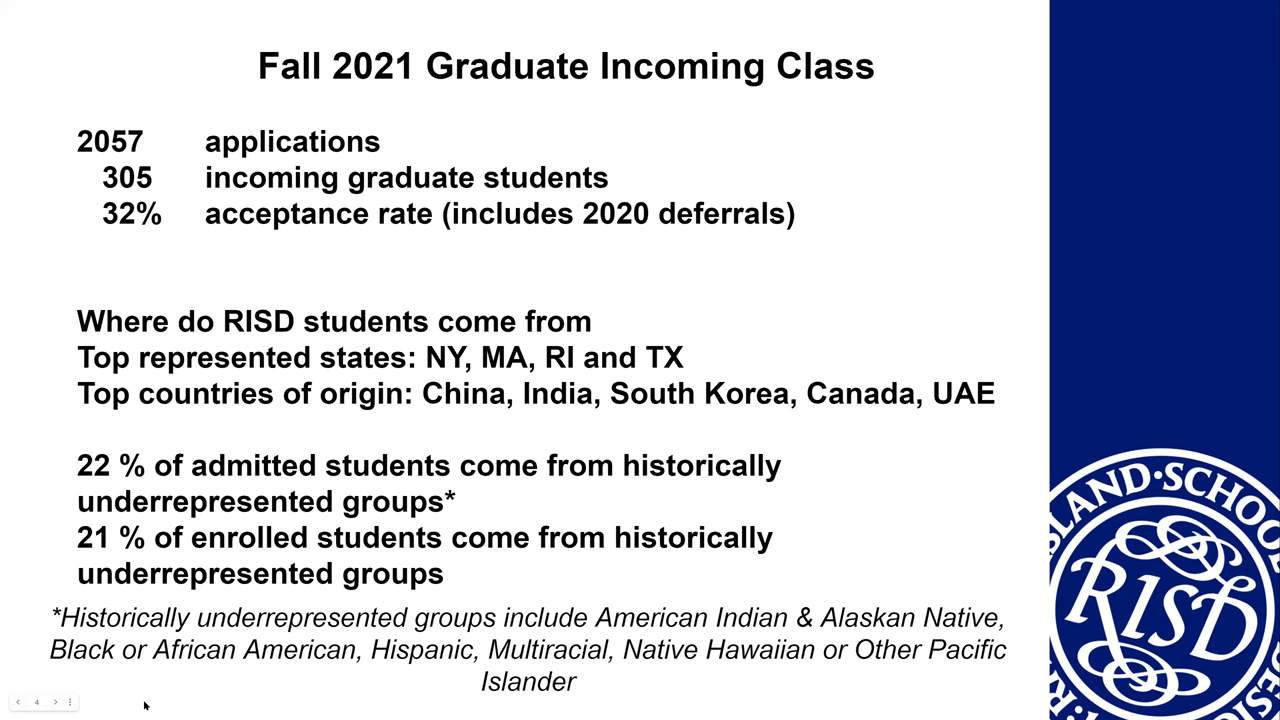 Fall 2021 Graduate Incoming Class
2057 applications
305 incoming graduate students
32% acceptance rate (includes 2020 deferrals)
Where do RISD students come from
Top represented states: NY, MA, RI and TX
Top countries of origin: China, India, South Korea, Canada, UAE
22 % of admitted students come from historically
underrepresented groups*
21 % of enrolled students come from historically
underrepresented groups
*Historically underrepresented groups include American Indian & Alaskan Native,
Black or African American, Hispanic, Multiracial, Native Hawaiian or Other Pacific
Islander
4
ISLAND·SCHOOL
RISD